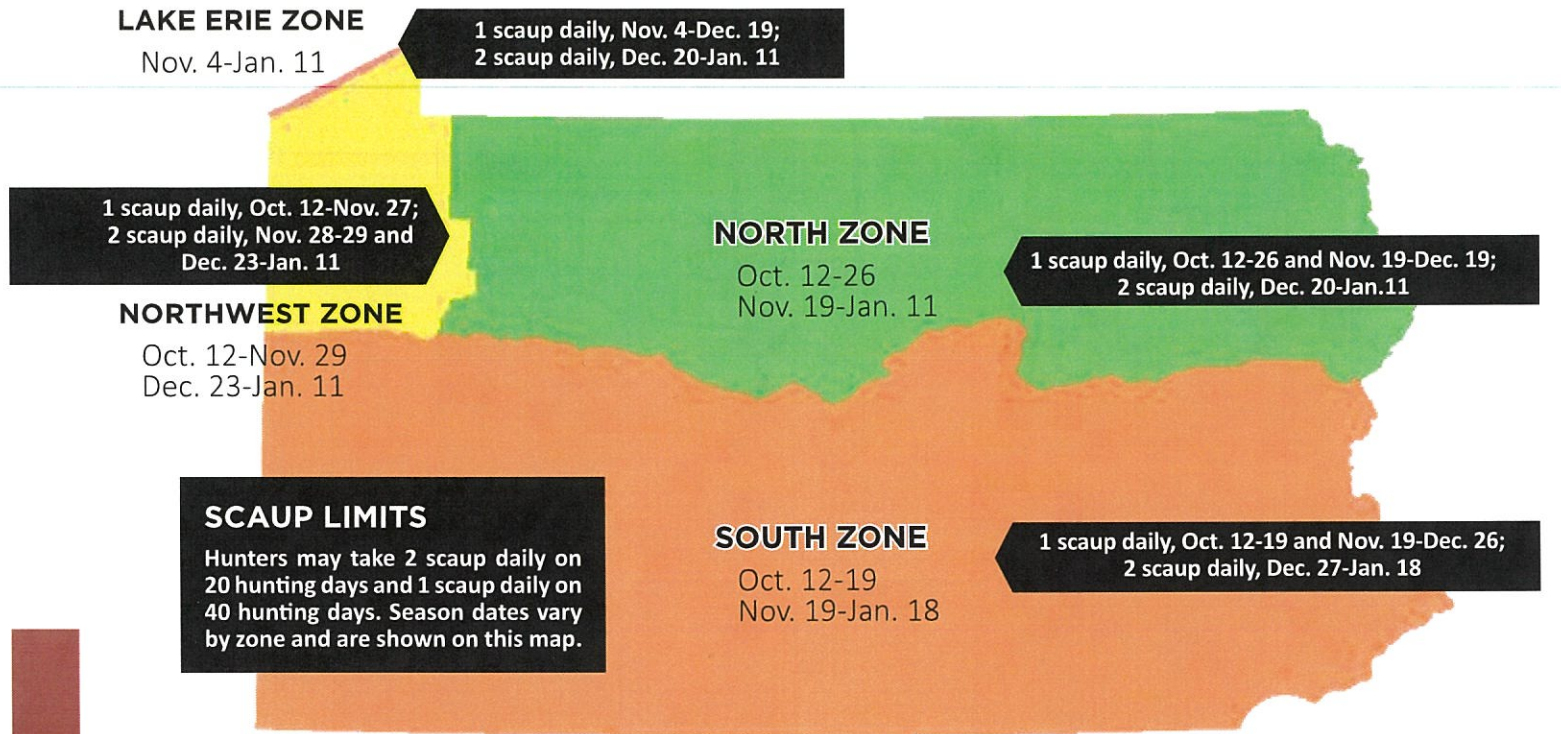 LAKE ERIE ZONE
Nov. 4-Jan. 11
1 scaup daily, Nov. 4-Dec. 19;
2 scaup daily, Dec. 20-Jan. 11
1 scaup daily, Oct. 12-Nov. 27;
2 scaup daily, Nov. 28-29 and
Dec. 23-Jan. 11
NORTHWEST ZONE
Oct. 12-Nov. 29
Dec. 23-Jan. 11
NORTH ZONE
Oct. 12-26
Nov. 19-Jan. 11
1 scaup daily, Oct. 12-26 and Nov. 19-Dec. 19;
2 scaup daily, Dec. 20-Jan.11
SCAUP LIMITS
Hunters may take 2 scaup daily on
20 hunting days and 1 scaup daily on
40 hunting days. Season dates vary
by zone and are shown on this map.
SOUTH ZONE
Oct. 12-19
Nov. 19-Jan. 18
1 scaup daily, Oct. 12-19 and Nov. 19-Dec. 26;
2 scaup daily, Dec. 27-Jan. 18